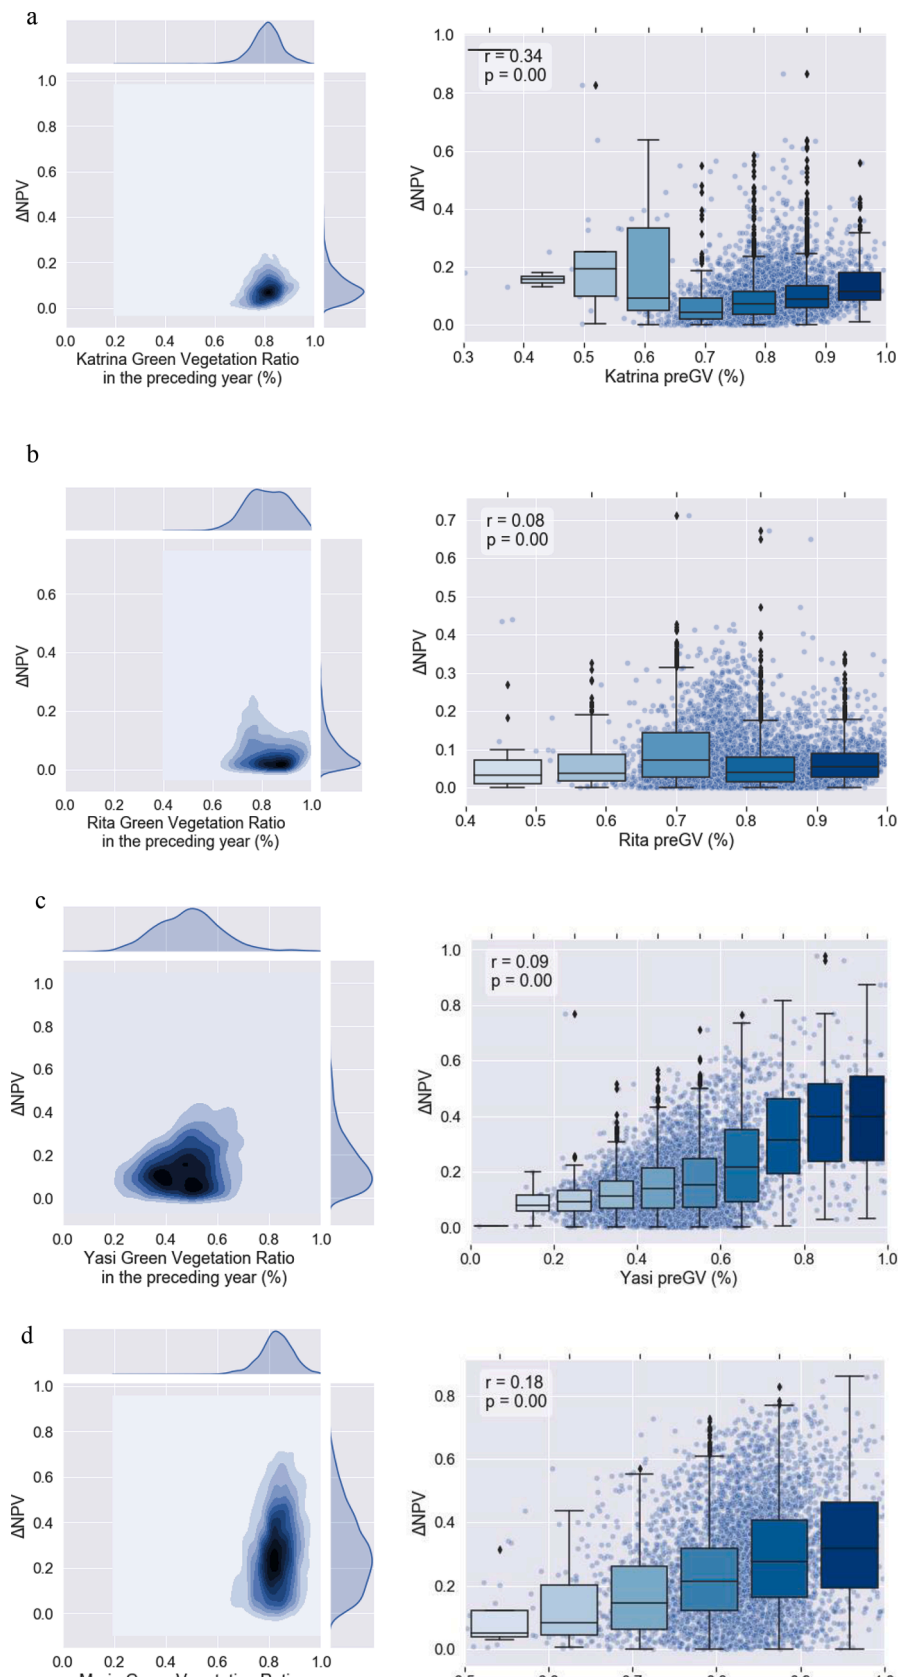 a
r = 0.34
p = 0.00
1.0
0.8
0.6
0.4
0.2
0.0
ΔNPV
0.0 0.2 0.4 0.6 0.8 1.0
Katrina Green Vegetation Ratio
in the preceding year (%)
1.0
0.8
0.6
0.4
0.2
0.0
ΔNPV
0.3 0.4 0.5 0.6 0.7 0.8 0.9 1.0
Katrina preGV (%)
b
r = 0.08
p = 0.00
0.6
0.4
0.2
0.0
ΔNPV
0.0 0.2 0.4 0.6 0.8 1.0
Rita Green Vegetation Ratio
in the preceding year (%)
0.7
0.6
0.5
0.4
0.3
0.2
0.1
0.0
ΔNPV
0.4 0.5 0.6 0.7 0.8 0.9 1.0
Rita preGV (%)
c
r = 0.09
p = 0.00
1.0
0.8
0.6
0.4
0.2
0.0
ΔNPV
0.0 0.2 0.4 0.6 0.8 1.0
Yasi Green Vegetation Ratio
in the preceding year (%)
1.0
0.8
0.6
0.4
0.2
0.0
ΔNPV
0.0 0.2 0.4 0.6 0.8 1.0
Yasi preGV (%)
d
r = 0.18
p = 0.00
1.0
0.8
0.6
0.4
0.2
0.0
ΔNPV
0.0 0.2 0.4 0.6 0.8 1.0
0.8
0.6
0.4
0.2
0.0
ΔNPV